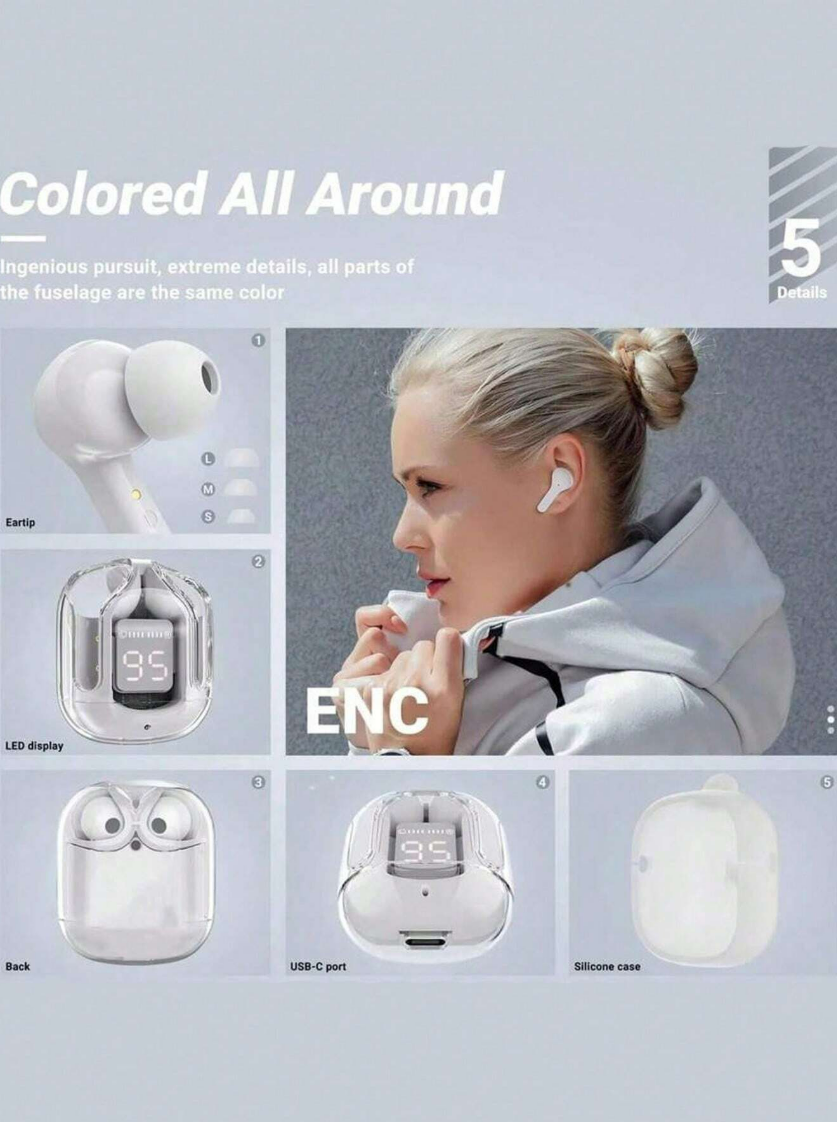 Colored All Around
Ingenious pursuit, extreme details, all parts of
the fuselage are the same color
5
Details
1
L
M
S
Eartip
2
95
LED display
ENC
3
Back
4
95
USB-C port
5
Silicone case